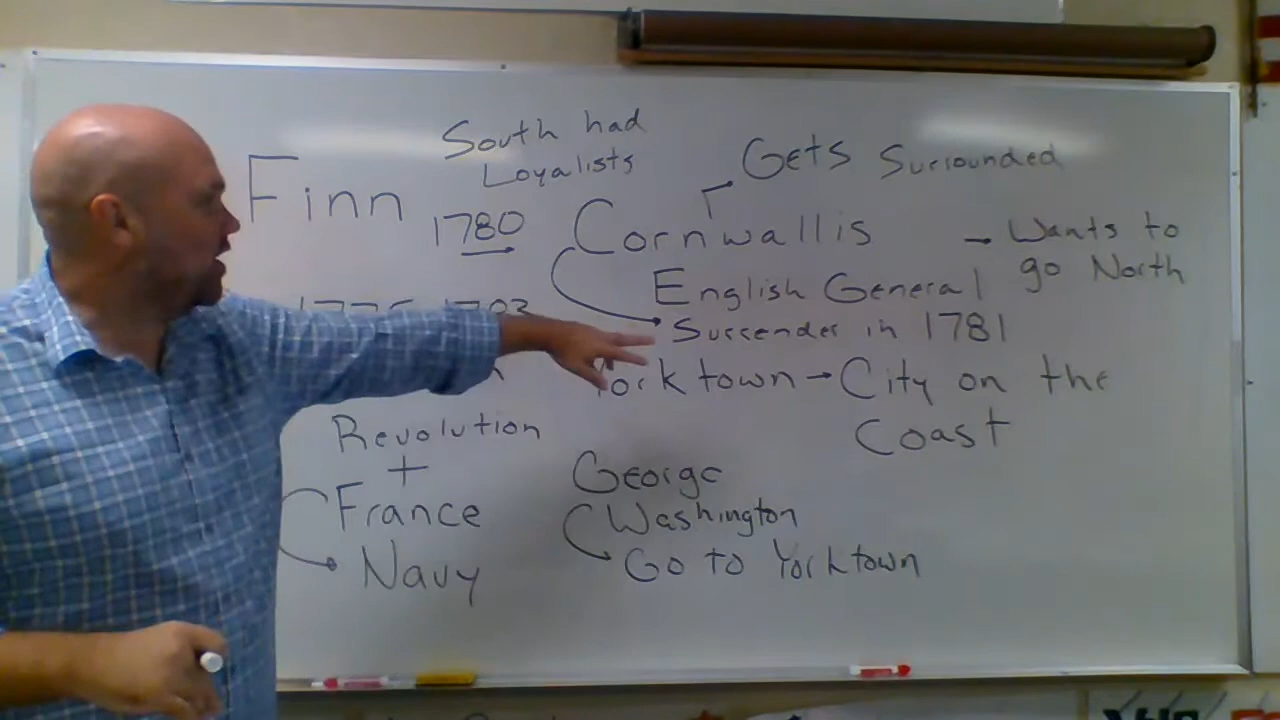 Finn
South had
Loyalists
1780
Gets Surrounded
Cornwallis
- Wants to
go North
English General
Surrender in 1781
Yorktown → City on the
Coast
Revolution
+
France
Navy
George
Washington
Go to Yorktown